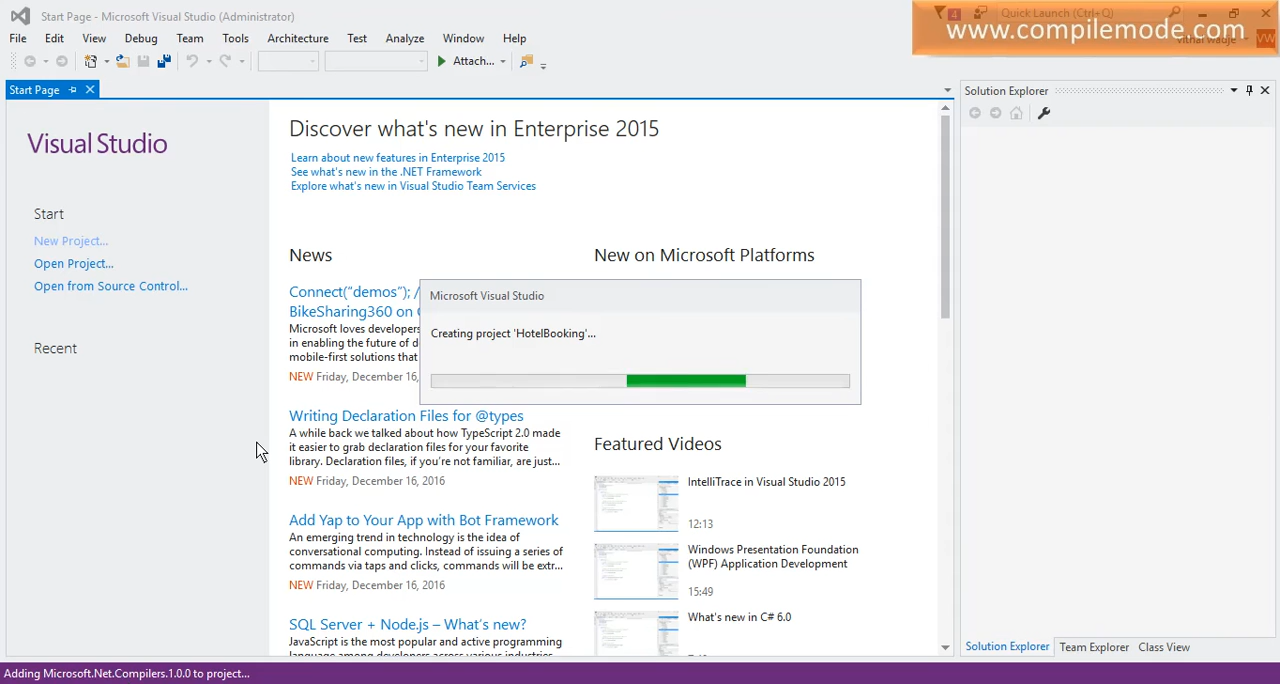 Start Page - Microsoft Visual Studio (Administrator)
4
Quick Launch (Ctrl+Q)
www.compilemode.com
VW
File Edit View Debug Team Tools Architecture Test Analyze Window Help
Attach...
Start Page
Solution Explorer
Visual Studio
Start
New Project...
Open Project...
Open from Source Control...
Recent
Discover what's new in Enterprise 2015
Learn about new features in Enterprise 2015
See what's new in the .NET Framework
Explore what's new in Visual Studio Team Services
News
Connect("demos"); /
BikeSharing360 on
Microsoft loves developers
in enabling the future of d
mobile-first solutions that
NEW Friday, December 16,
Writing Declaration Files for @types
A while back we talked about how TypeScript 2.0 made
it easier to grab declaration files for your favorite
library. Declaration files, if you're not familiar, are just...
NEW Friday, December 16, 2016
Add Yap to Your App with Bot Framework
An emerging trend in technology is the idea of
conversational computing. Instead of issuing a series of
commands via taps and clicks, commands will be extr...
NEW Friday, December 16, 2016
SQL Server + Node.js – What's new?
JavaScript is the most popular and active programming
language among developers across various industries
New on Microsoft Platforms
Microsoft Visual Studio
Creating project 'HotelBooking'...
Featured Videos
IntelliTrace in Visual Studio 2015
12:13
Windows Presentation Foundation
(WPF) Application Development
15:49
What's new in C# 6.0
Solution Explorer Team Explorer Class View
Adding Microsoft.Net.Compilers.1.0.0 to project...